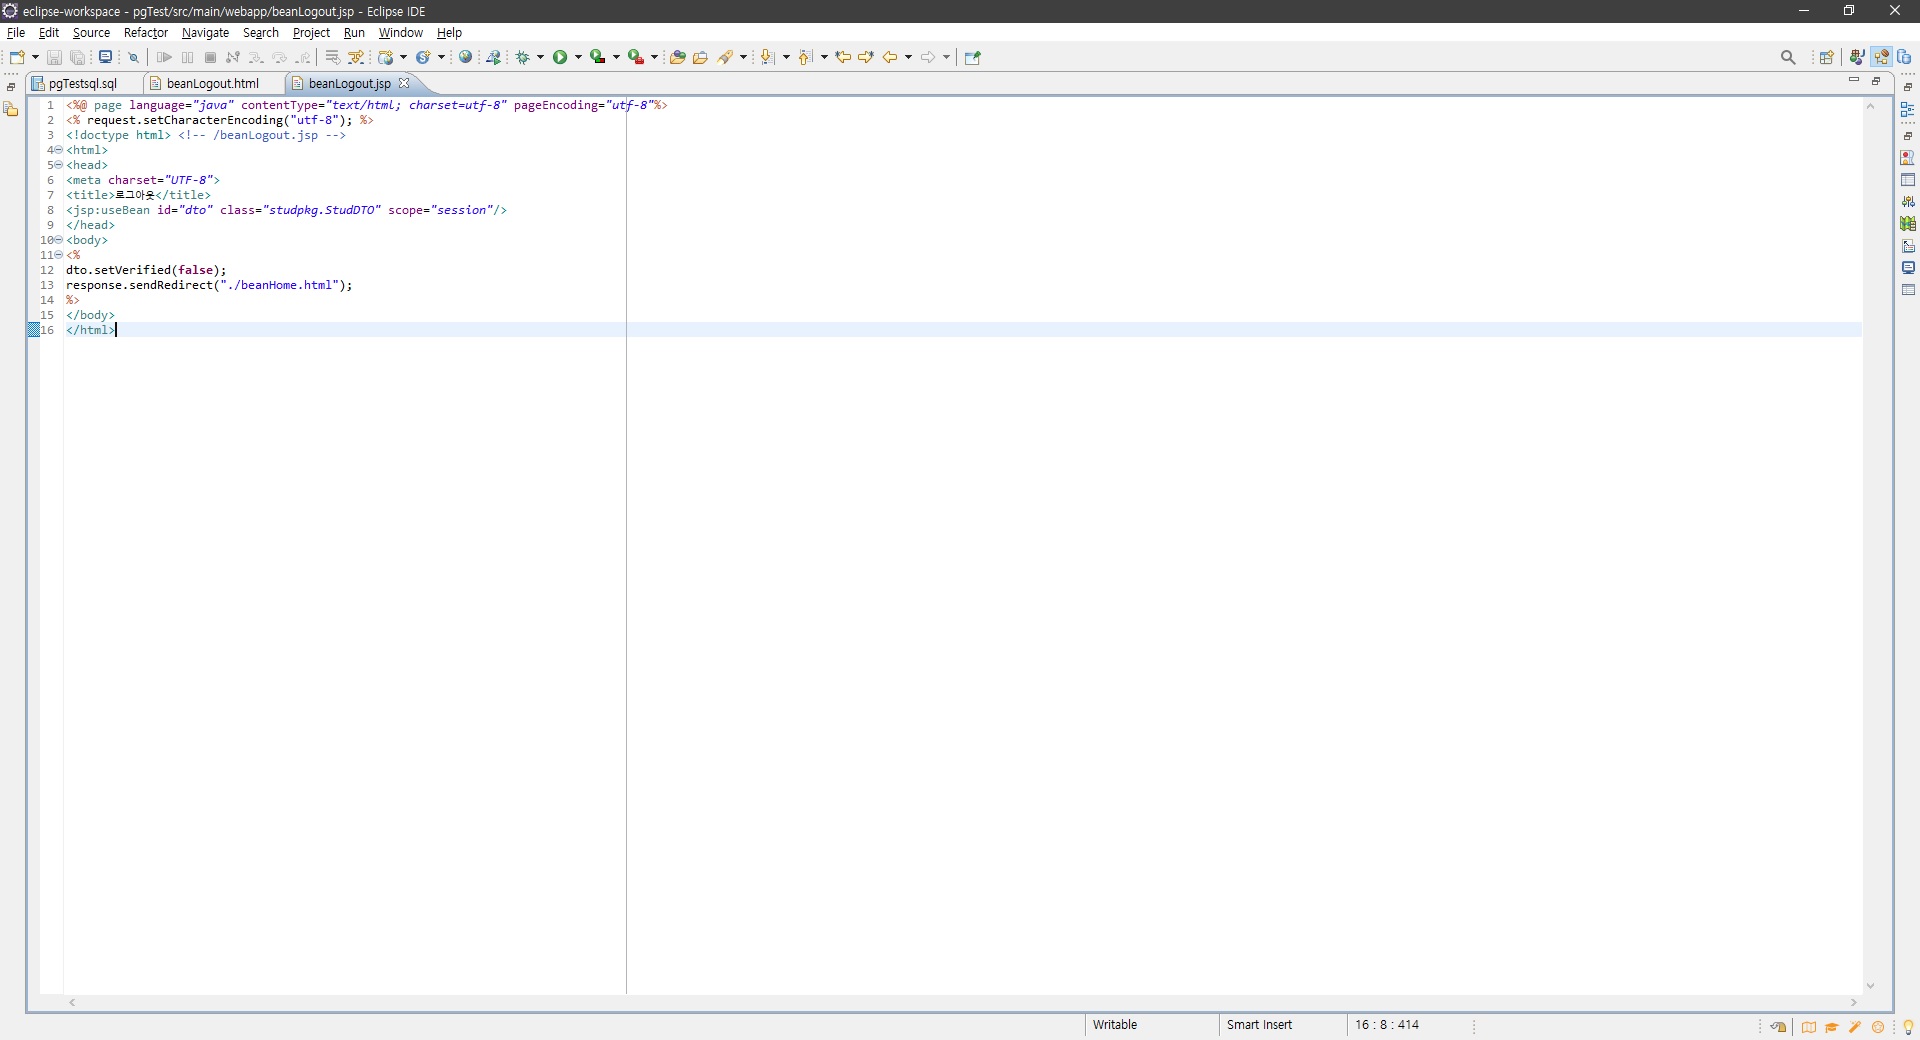 eclipse-workspace - pgTest/src/main/webapp/beanLogout.jsp - Eclipse IDE
File Edit Source Refactor Navigate Search Project Run Window Help
pgTestsql.sql beanLogout.html beanLogout.jsp
1 <%@ page language="java" contentType="text/html; charset=utf-8" pageEncoding="utf-8"%>
2 <% request.setCharacterEncoding("utf-8"); %>
3 <!doctype html> <!-- /beanLogout.jsp -->
4 <html>
5 <head>
6 <meta charset="UTF-8">
7 <title>로그아웃</title>
8 <jsp:useBean id="dto" class="studpkg.StudDTO" scope="session"/>
9 </head>
10 <body>
11 <%
12 dto.setVerified(false);
13 response.sendRedirect("./beanHome.html");
14 %>
15 </body>
16 </html>
Writable Smart Insert 16 : 8 : 414